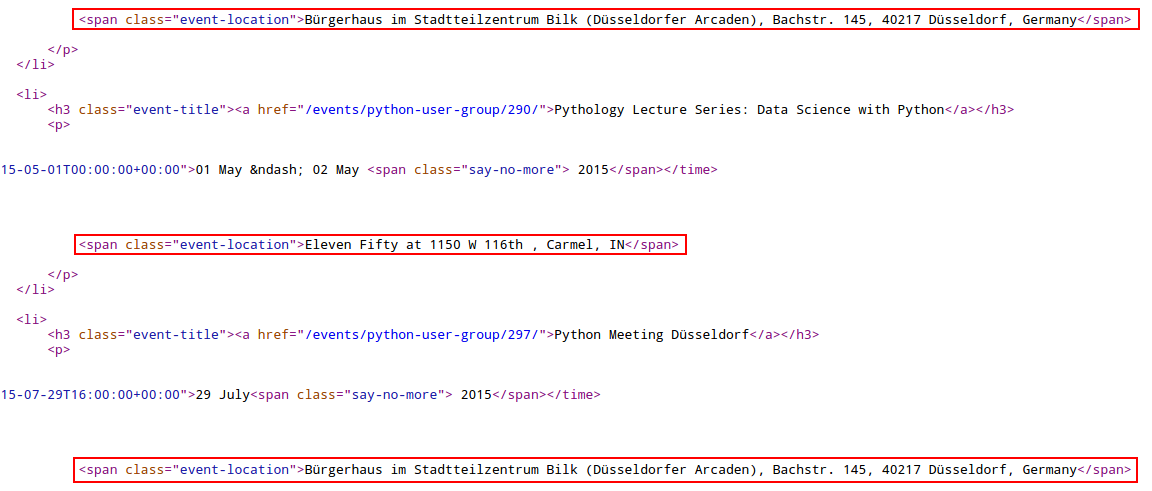 <span class="event-location">Bürgerhaus im Stadtteilzentrum Bilk (Düsseldorfer Arcaden), Bachstr. 145, 40217 Düsseldorf, Germany</span>
</p>
</li>
<li>
<h3 class="event-title"><a href="/events/python-user-group/290/">Pythology Lecture Series: Data Science with Python</a></h3>
<p>
15-05-01T00:00:00+00:00">01 May &ndash; 02 May <span class="say-no-more"> 2015</span></time>
<span class="event-location">Eleven Fifty at 1150 W 116th , Carmel, IN</span>
</p>
</li>
<li>
<h3 class="event-title"><a href="/events/python-user-group/297/">Python Meeting Düsseldorf</a></h3>
<p>
15-07-29T16:00:00+00:00">29 July<span class="say-no-more"> 2015</span></time>
<span class="event-location">Bürgerhaus im Stadtteilzentrum Bilk (Düsseldorfer Arcaden), Bachstr. 145, 40217 Düsseldorf, Germany</span>